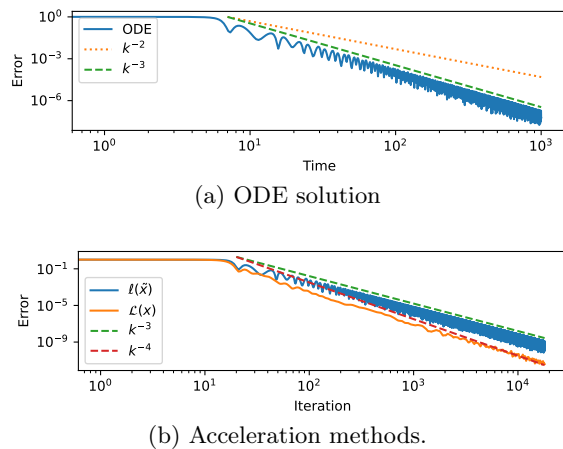 10^0
10^{-3}
10^{-6}
Error
ODE
k^{-2}
k^{-3}
10^0
10^1
10^2
10^3
Time
(a) ODE solution
10^{-1}
10^{-5}
10^{-9}
Error
ℓ(x̃)
ℒ(x)
k^{-3}
k^{-4}
10^0
10^1
10^2
10^3
10^4
Iteration
(b) Acceleration methods.